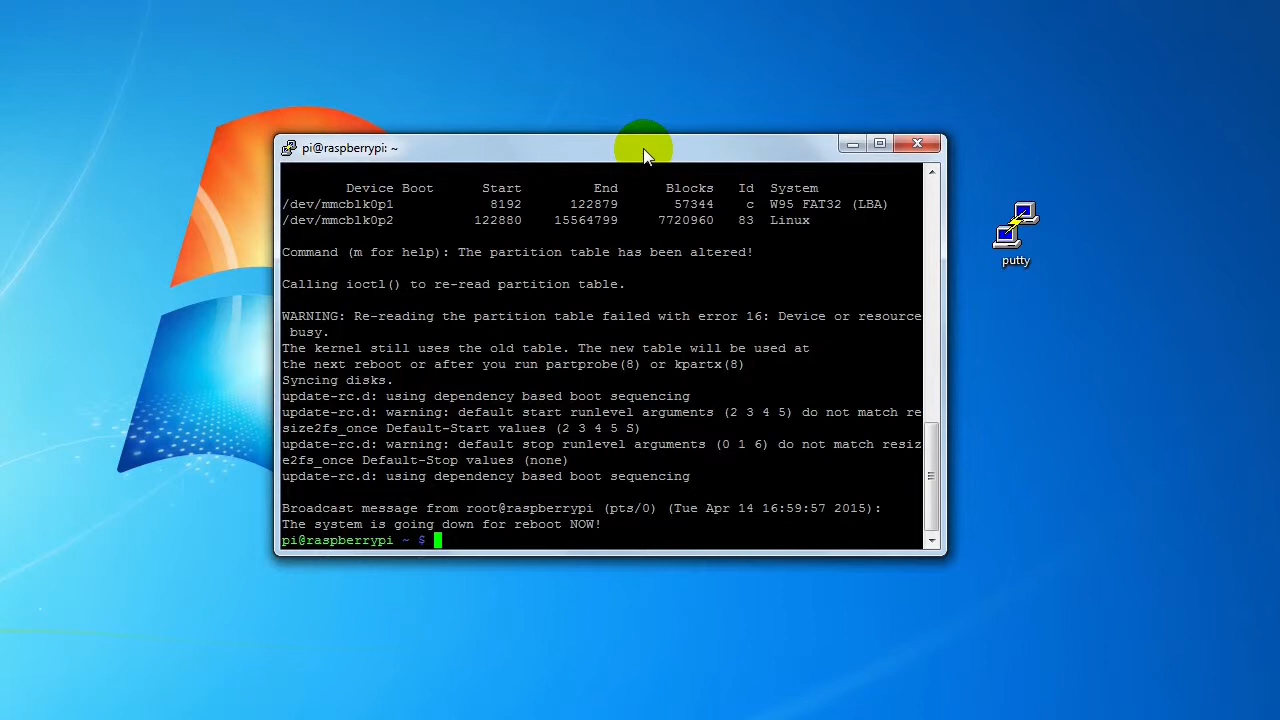 pi@raspberrypi: ~
Device Boot Start End Blocks Id System
/dev/mmcblk0p1 8192 122879 57344 c W95 FAT32 (LBA)
/dev/mmcblk0p2 122880 15564799 7720960 83 Linux
Command (m for help): The partition table has been altered!
Calling ioctl() to re-read partition table.
WARNING: Re-reading the partition table failed with error 16: Device or resource
busy.
The kernel still uses the old table. The new table will be used at
the next reboot or after you run partprobe(8) or kpartx(8)
Syncing disks.
update-rc.d: using dependency based boot sequencing
update-rc.d: warning: default start runlevel arguments (2 3 4 5) do not match re
size2fs_once Default-Start values (2 3 4 5 S)
update-rc.d: warning: default stop runlevel arguments (0 1 6) do not match resiz
e2fs_once Default-Stop values (none)
update-rc.d: using dependency based boot sequencing
Broadcast message from root@raspberrypi (pts/0) (Tue Apr 14 16:59:57 2015):
The system is going down for reboot NOW!
pi@raspberrypi ~ $
putty